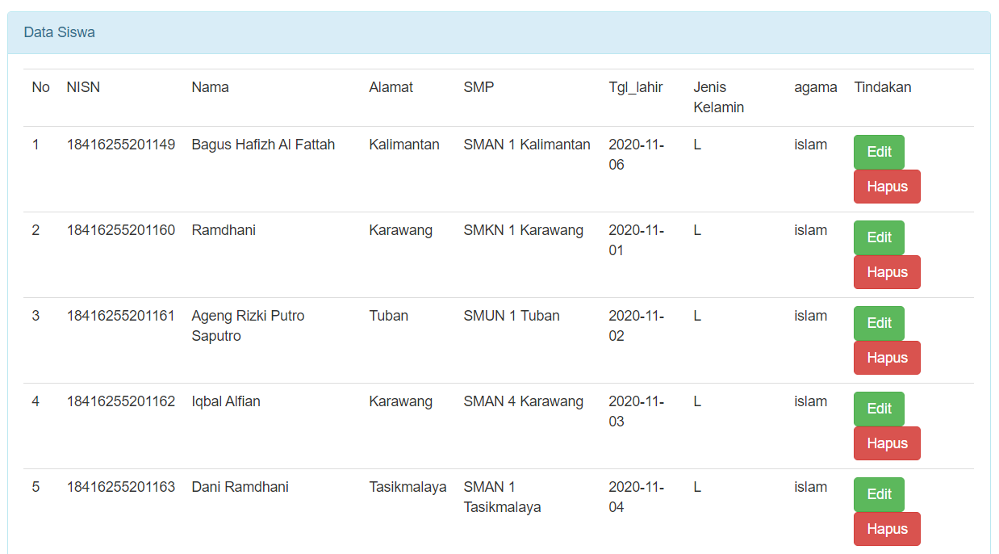 Data Siswa
No NISN Nama Alamat SMP Tgl_lahir Jenis Kelamin agama Tindakan
1 18416255201149 Bagus Hafizh Al Fattah Kalimantan SMAN 1 Kalimantan 2020-11-06 L islam Edit Hapus
2 18416255201160 Ramdhani Karawang SMKN 1 Karawang 2020-11-01 L islam Edit Hapus
3 18416255201161 Ageng Rizki Putro Saputro Tuban SMUN 1 Tuban 2020-11-02 L islam Edit Hapus
4 18416255201162 Iqbal Alfian Karawang SMAN 4 Karawang 2020-11-03 L islam Edit Hapus
5 18416255201163 Dani Ramdhani Tasikmalaya SMAN 1 Tasikmalaya 2020-11-04 L islam Edit Hapus